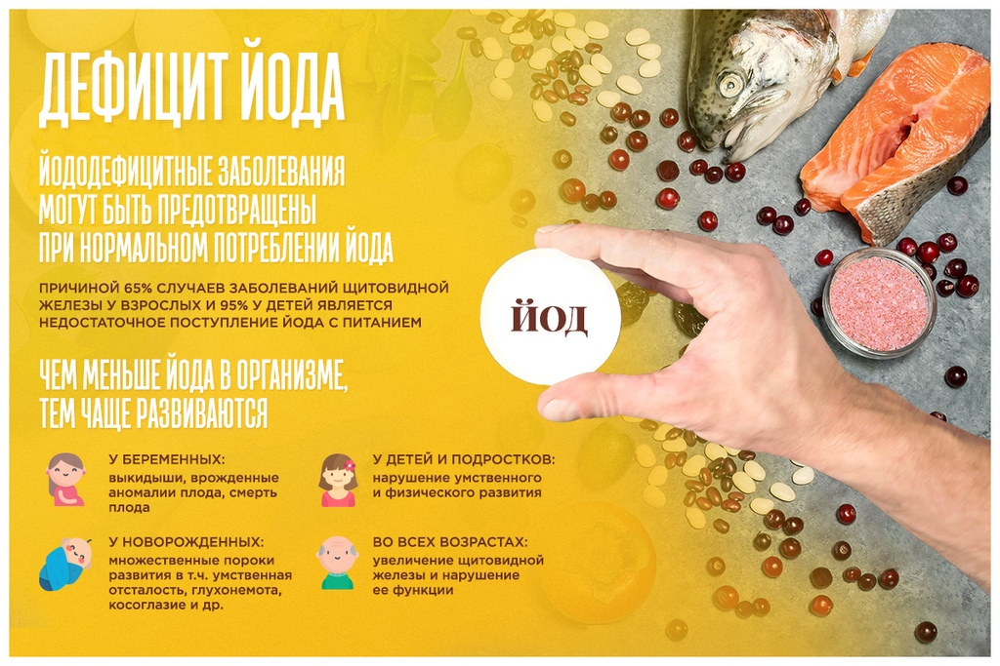 ДЕФИЦИТ ЙОДА
ЙОДОДЕФИЦИТНЫЕ ЗАБОЛЕВАНИЯ
МОГУТ БЫТЬ ПРЕДОТВРАЩЕНЫ
ПРИ НОРМАЛЬНОМ ПОТРЕБЛЕНИИ ЙОДА
ПРИЧИНОЙ 65% СЛУЧАЕВ ЗАБОЛЕВАНИЙ ЩИТОВИДНОЙ
ЖЕЛЕЗЫ У ВЗРОСЛЫХ И 95% У ДЕТЕЙ ЯВЛЯЕТСЯ
НЕДОСТАТОЧНОЕ ПОСТУПЛЕНИЕ ЙОДА С ПИТАНИЕМ
йод
ЧЕМ МЕНЬШЕ ЙОДА В ОРГАНИЗМЕ,
ТЕМ ЧАЩЕ РАЗВИВАЮТСЯ
У БЕРЕМЕННЫХ:
выкидыши, врожденные
аномалии плода, смерть
плода
У ДЕТЕЙ И ПОДРОСТКОВ:
нарушение умственного
и физического развития
У НОВОРОЖДЕННЫХ:
множественные пороки
развития в т.ч. умственная
отсталость, глухонемота,
косоглазие и др.
ВО ВСЕХ ВОЗРАСТАХ:
увеличение щитовидной
железы и нарушение
ее функции